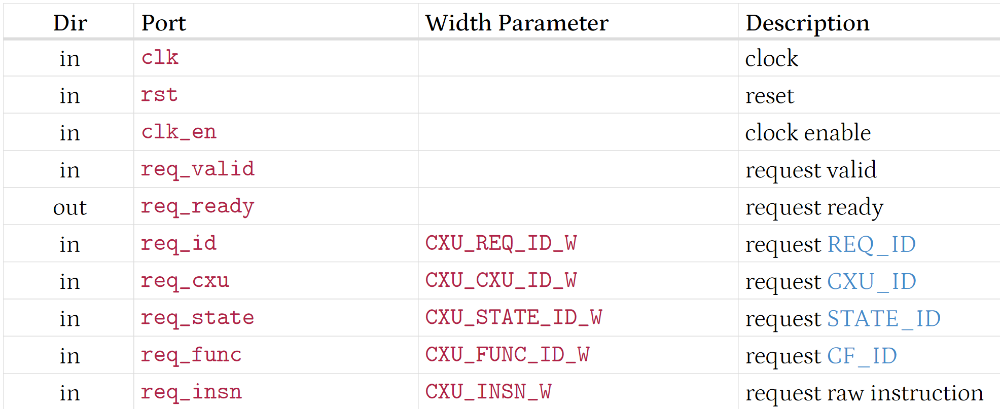 Dir Port Width Parameter Description
in clk clock
in rst reset
in clk_en clock enable
in req_valid request valid
out req_ready request ready
in req_id CXU_REQ_ID_W request REQ_ID
in req_cxu CXU_CXU_ID_W request CXU_ID
in req_state CXU_STATE_ID_W request STATE_ID
in req_func CXU_FUNC_ID_W request CF_ID
in req_insn CXU_INSN_W request raw instruction